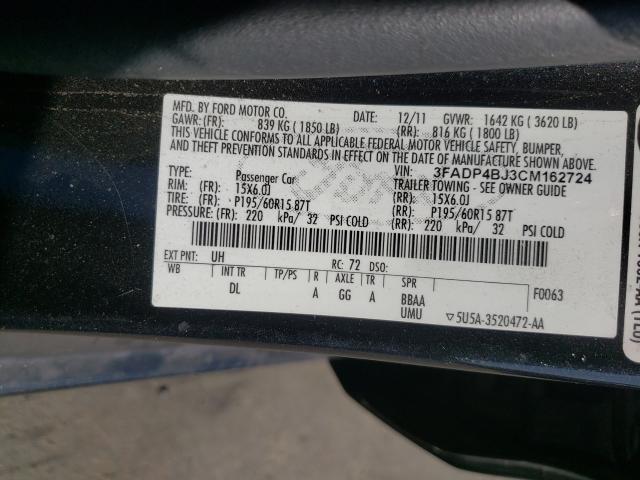 MFD. BY FORD MOTOR CO. DATE: 12/11 GVWR: 1642 KG ( 3620 LB)
GAWR: (FR): 839 KG ( 1850 LB) (RR): 816 KG ( 1800 LB)
THIS VEHICLE CONFORMS TO ALL APPLICABLE FEDERAL MOTOR VEHICLE SAFETY, BUMPER,
AND THEFT PREVENTION STANDARDS IN EFFECT ON THE DATE OF MANUFACTURE SHOWN ABOVE.
VIN: 3FADP4BJ3CM162724
TYPE: Passenger Car TRAILER TOWING - SEE OWNER GUIDE
RIM: (FR): 15X6.0J (RR): 15X6.0J
TIRE: (FR): P195/60R15 87T (RR): P195/60R15 87T
PRESSURE: (FR): 220 kPa/ 32 PSI COLD (RR): 220 kPa/ 32 PSI COLD
EXT PNT: UH RC: 72 DSO:
WB INT TR TP/PS R AXLE TR SPR F0063
DL A GG A BBAA
UMU ▽5U5A-3520472-AA